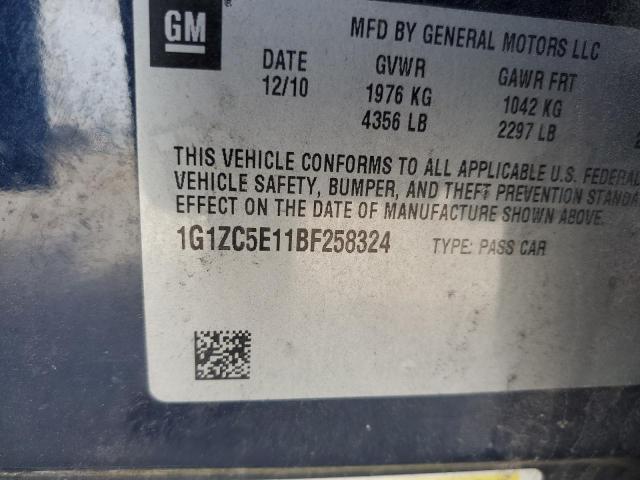 GM
MFD BY GENERAL MOTORS LLC
DATE GVWR GAWR FRT
12/10 1976 KG 1042 KG
4356 LB 2297 LB
THIS VEHICLE CONFORMS TO ALL APPLICABLE U.S. FEDERAL
VEHICLE SAFETY, BUMPER, AND THEFT PREVENTION
EFFECT ON THE DATE OF MANUFACTURE SHOWN ABOVE.
1G1ZC5E11BF258324 TYPE: PASS CAR